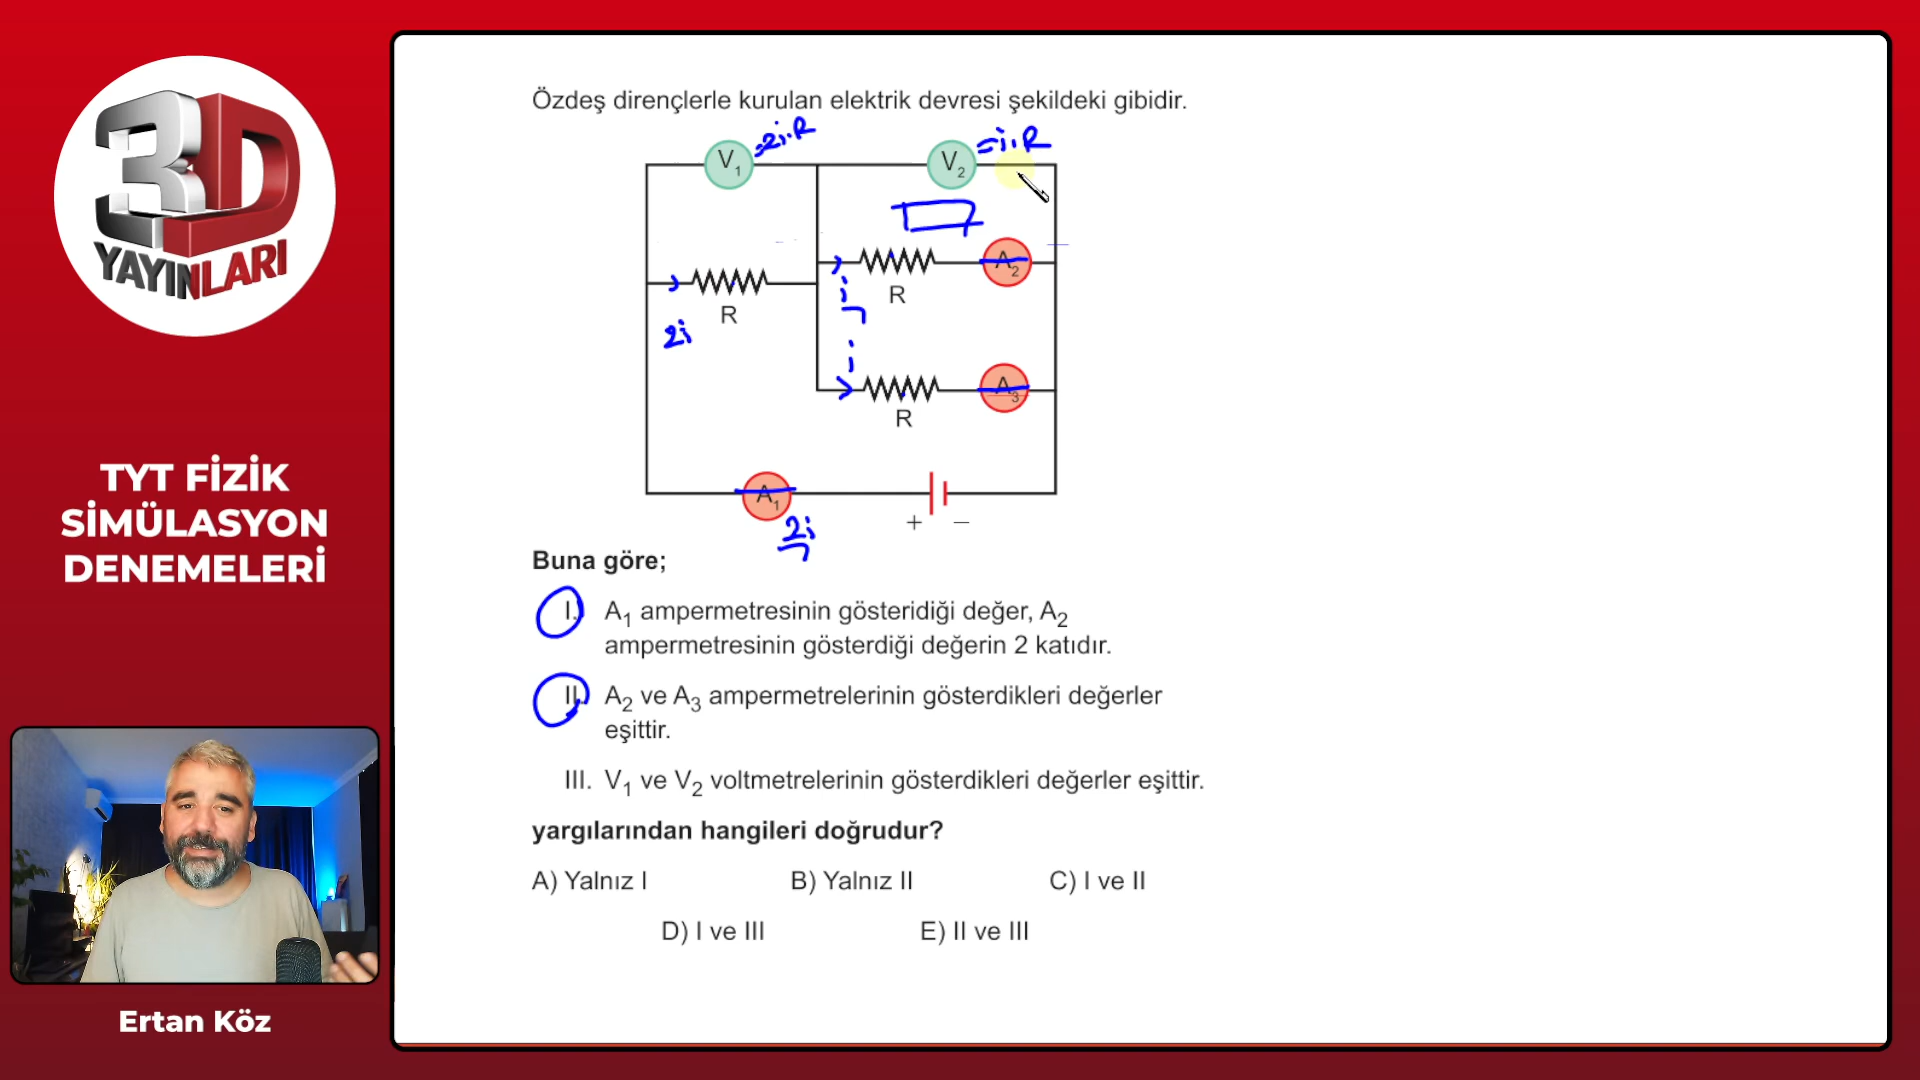 3D
YAYINLARI
TYT FİZİK
SİMÜLASYON
DENEMELERİ
Ertan Köz
Özdeş dirençlerle kurulan elektrik devresi şekildeki gibidir.
V1 =2i.R
V2 =i.R
A2
i
R
R
2i
i
A3
R
A1
2i
+ −
Buna göre;
I. A1 ampermetresinin gösteridiği değer, A2
ampermetresinin gösterdiği değerin 2 katıdır.
II. A2 ve A3 ampermetrelerinin gösterdikleri değerler
eşittir.
III. V1 ve V2 voltmetrelerinin gösterdikleri değerler eşittir.
yargılarından hangileri doğrudur?
A) Yalnız I B) Yalnız II C) I ve II
D) I ve III E) II ve III